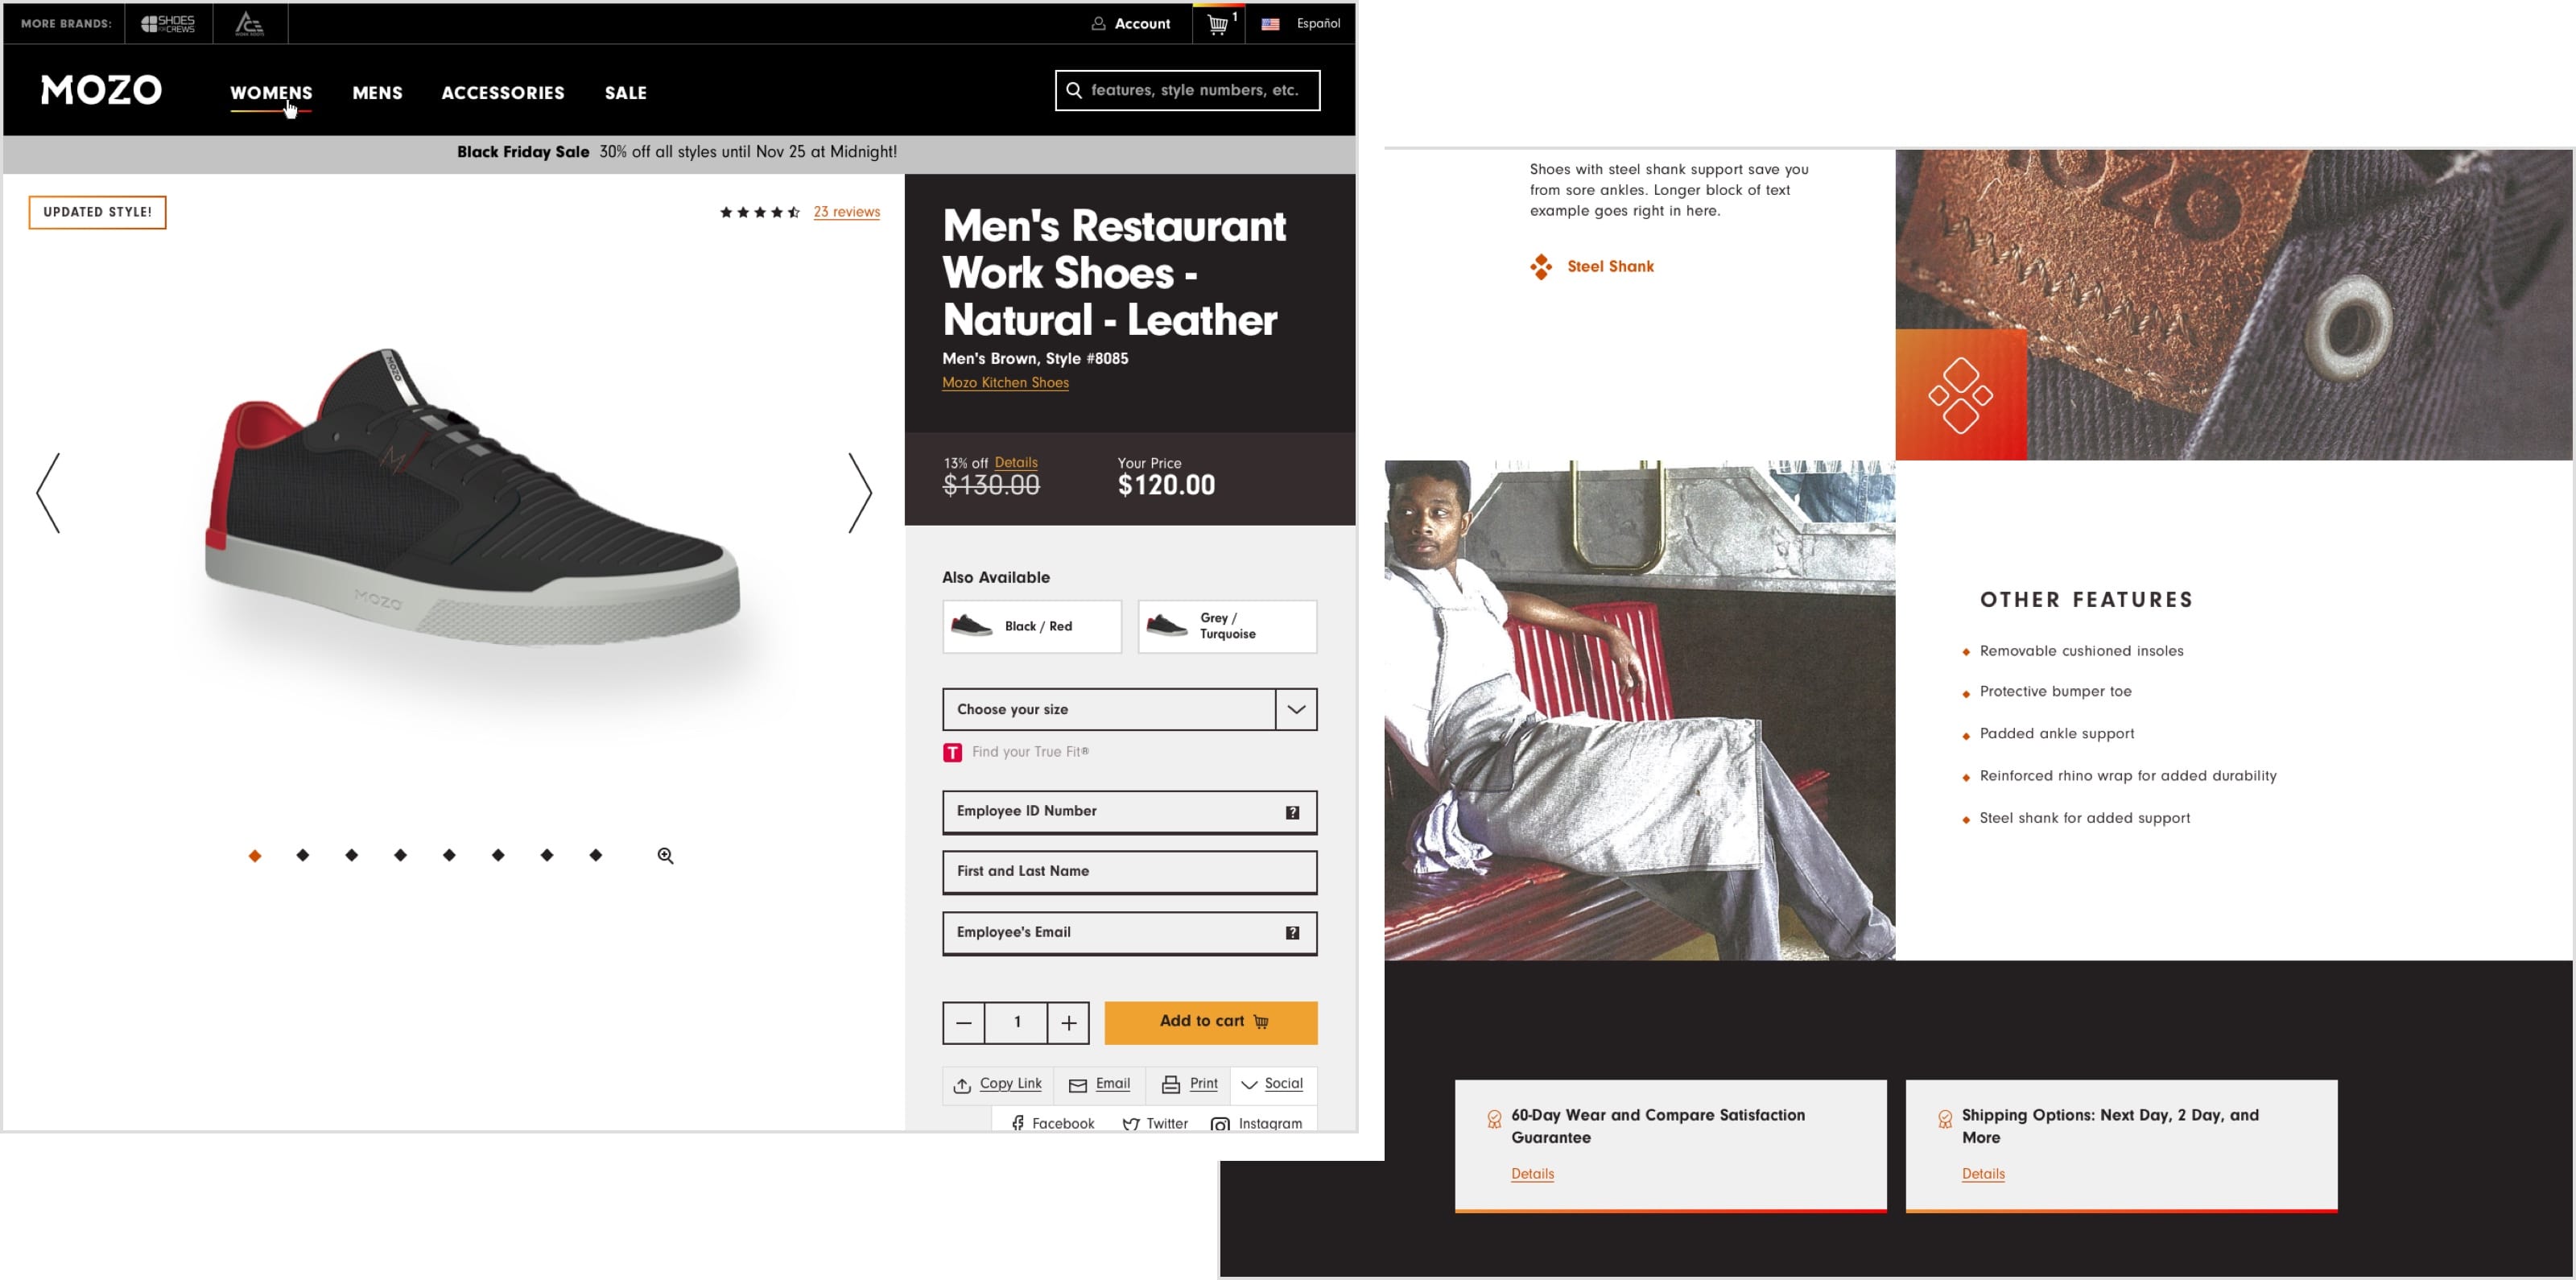 MORE BRANDS:
SHOES FOR CREWS
ACE
WORK BOOTS
Account
1
Español
MOZO
WOMENS
MENS
ACCESSORIES
SALE
features, style numbers, etc.
Black Friday Sale 30% off all styles until Nov 25 at Midnight!
UPDATED STYLE!
23 reviews
MOZO
MOZO
Men's Restaurant
Work Shoes -
Natural - Leather
Men's Brown, Style #8085
Mozo Kitchen Shoes
13% off Details
$130.00
Your Price
$120.00
Also Available
Black / Red
Grey /
Turquoise
Choose your size
T Find your True Fit®
Employee ID Number ?
First and Last Name
Employee's Email ?
1
Add to cart
Copy Link
Email
Print
Social
Facebook
Twitter
Instagram
Shoes with steel shank support save you
from sore ankles. Longer block of text
example goes right in here.
Steel Shank
MOZO
OTHER FEATURES
Removable cushioned insoles
Protective bumper toe
Padded ankle support
Reinforced rhino wrap for added durability
Steel shank for added support
60-Day Wear and Compare Satisfaction
Guarantee
Details
Shipping Options: Next Day, 2 Day, and
More
Details